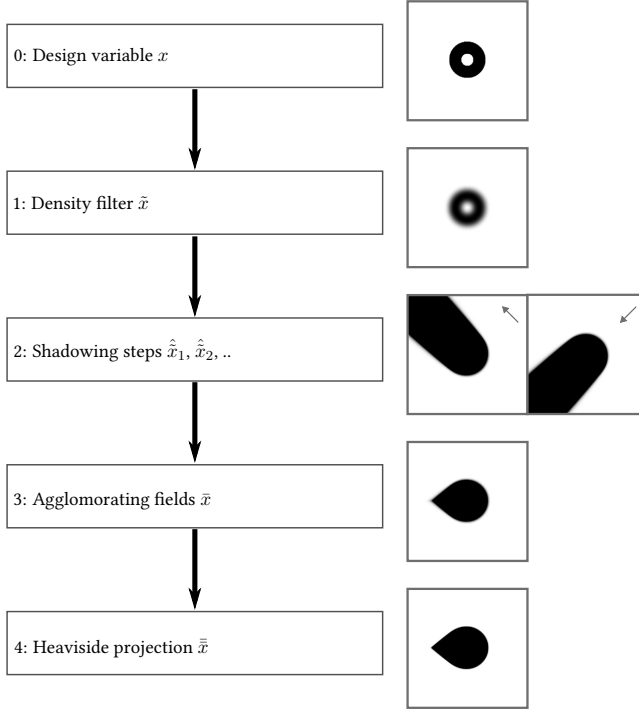 0: Design variable x
1: Density filter x̃
2: Shadowing steps x̃̂₁, x̃̂₂, ..
3: Agglomorating fields x̄
4: Heaviside projection x̿